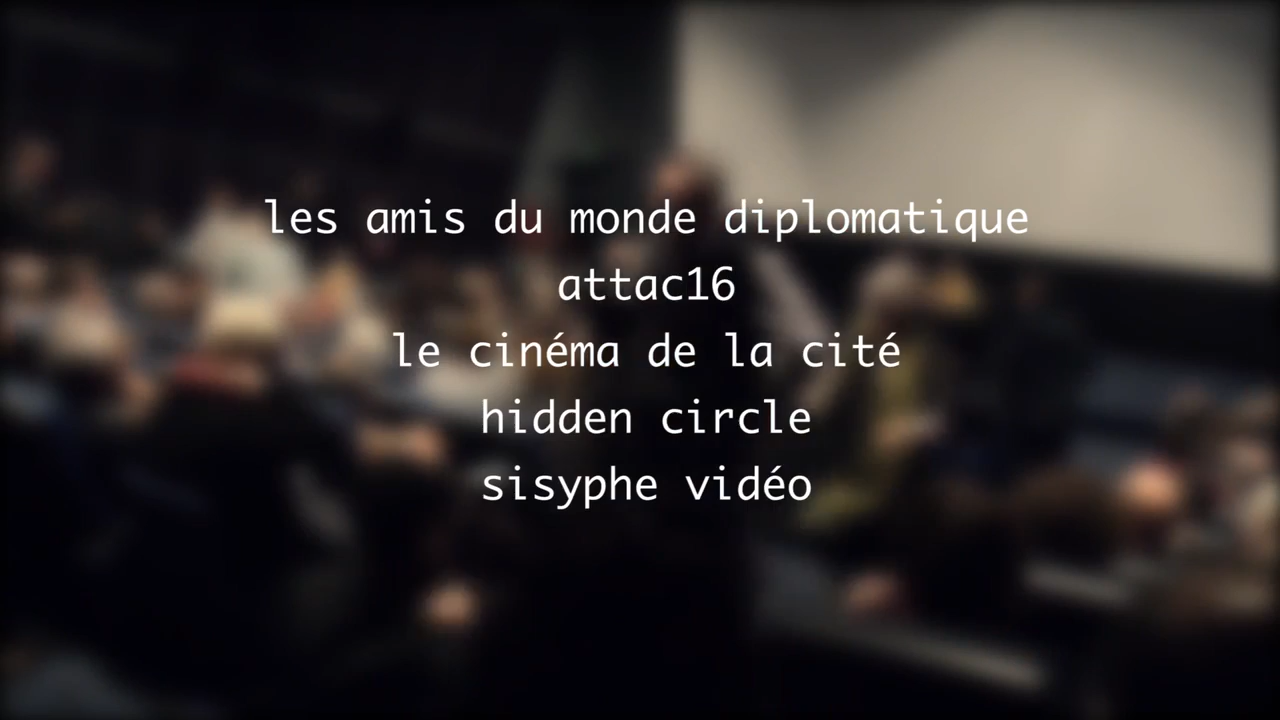 les amis du monde diplomatique
attac16
le cinéma de la cité
hidden circle
sisyphe vidéo